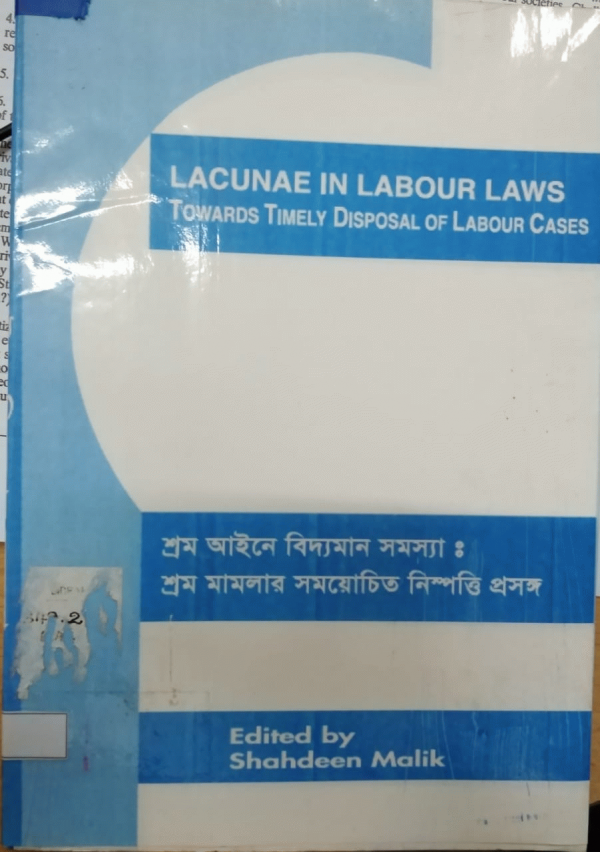 LACUNAE IN LABOUR LAWS
TOWARDS TIMELY DISPOSAL OF LABOUR CASES
শ্রম আইনে বিদ্যমান সমস্যা ঃ
শ্রম মামলার সময়োচিত নিস্পত্তি প্রসঙ্গ
Edited by
Shahdeen Malik